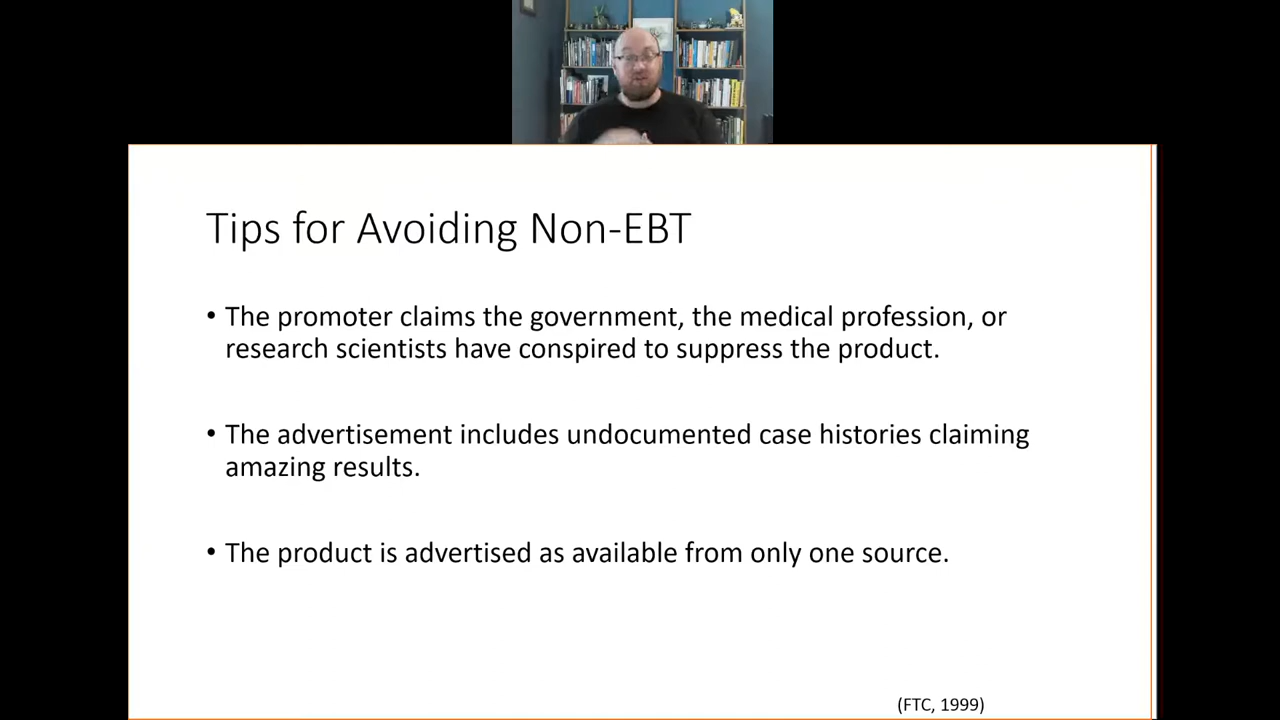 Tips for Avoiding Non-EBT
• The promoter claims the government, the medical profession, or
research scientists have conspired to suppress the product.
• The advertisement includes undocumented case histories claiming
amazing results.
• The product is advertised as available from only one source.
(FTC, 1999)